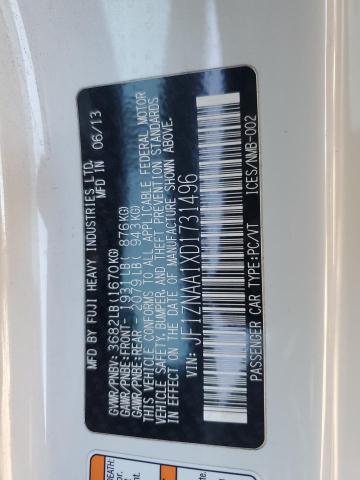 MFD BY FUJI HEAVY INDUSTRIES LTD.
MFD IN 06/13
GVWR/PNBV: 3682LB(1670KG)
GAWR/PNBE:FRONT- 1931LB( 876KG)
GAWR/PNBE:REAR - 2079LB( 943KG)
THIS VEHICLE CONFORMS TO ALL APPLICABLE FEDERAL MOTOR
VEHICLE SAFETY, BUMPER, AND THEFT PREVENTION STANDARDS
IN EFFECT ON THE DATE OF MANUFACTURE SHOWN ABOVE.
VIN: JF1ZNAA1XD1731496
PASSENGER CAR TYPE:PC/VT ICES/NMB-002